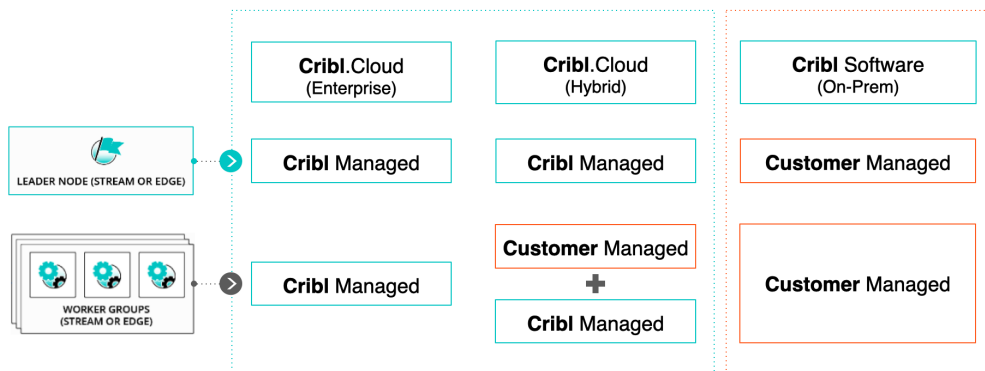 Cribl.Cloud
(Enterprise)
Cribl.Cloud
(Hybrid)
Cribl Software
(On-Prem)
LEADER NODE (STREAM OR EDGE)
Cribl Managed
Cribl Managed
Customer Managed
WORKER GROUPS
(STREAM OR EDGE)
Cribl Managed
Customer Managed
+
Cribl Managed
Customer Managed